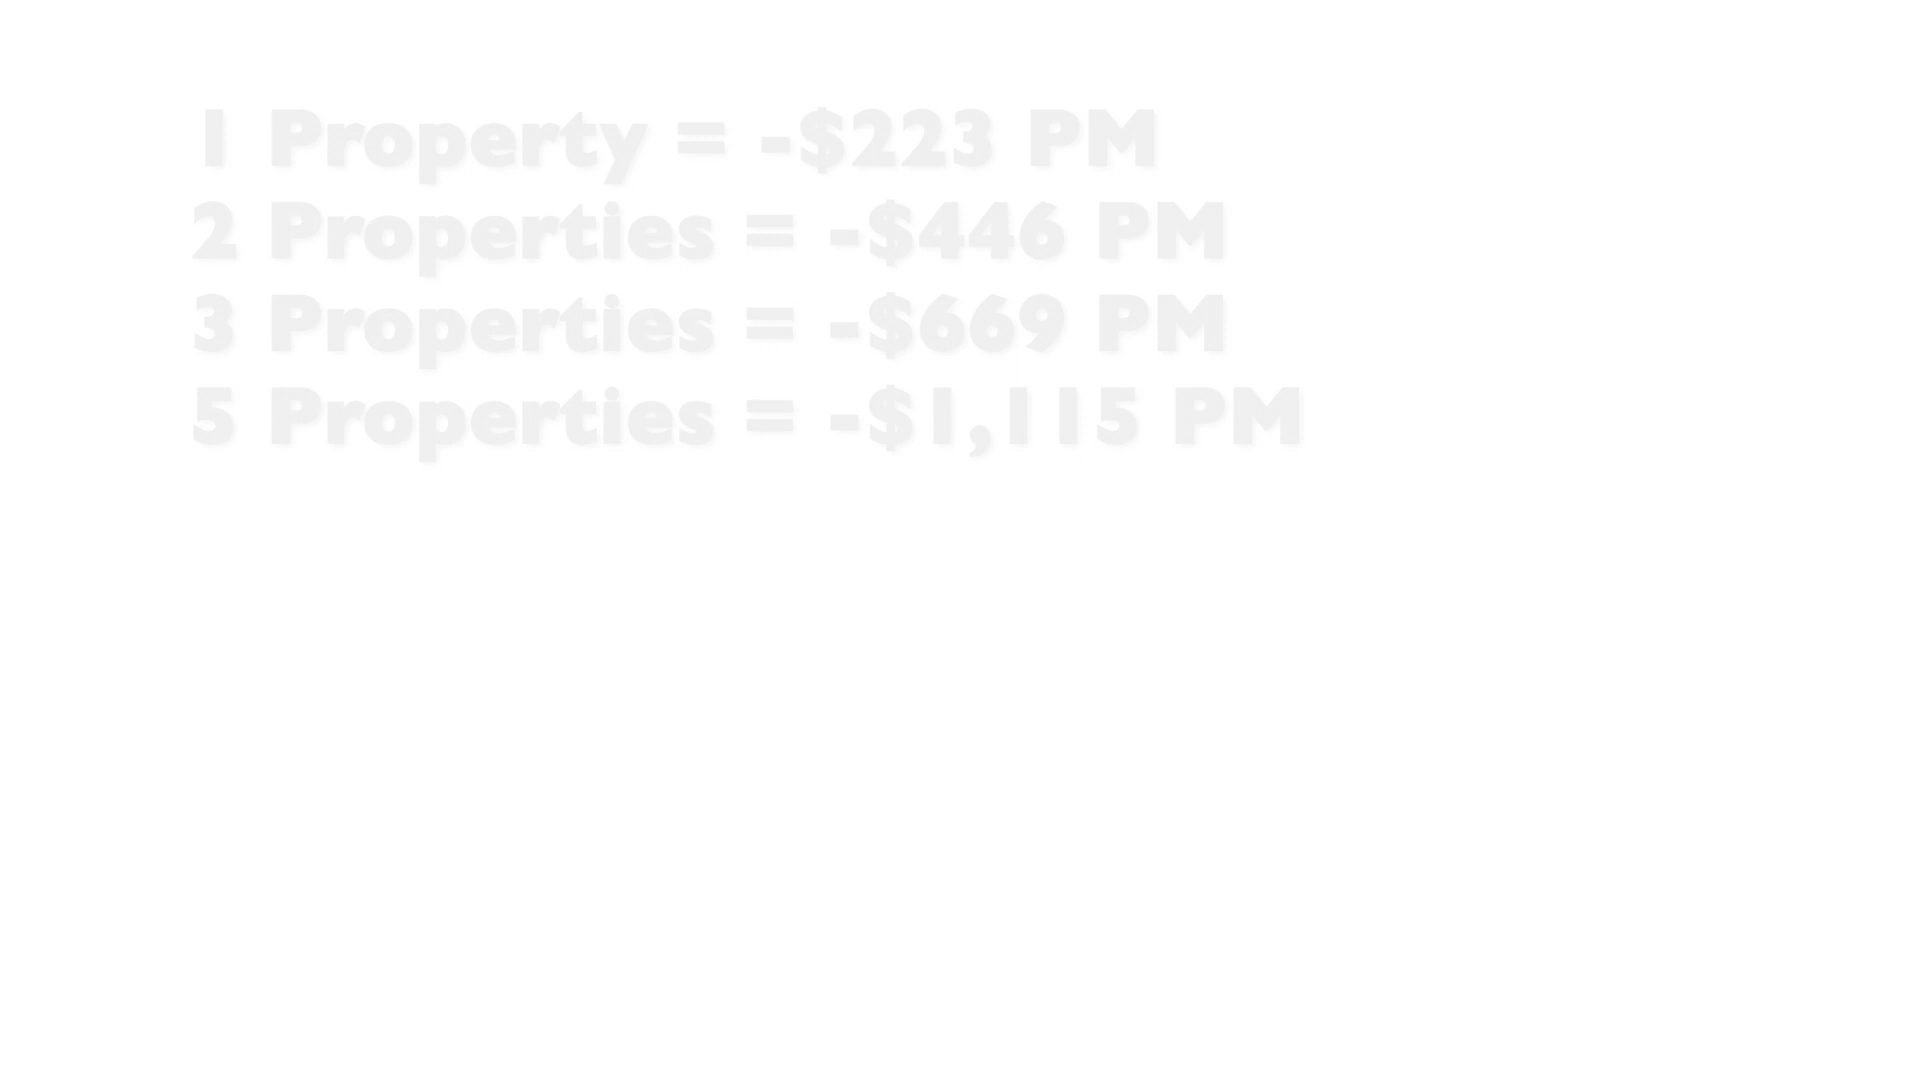 1 Property = -$223 PM
2 Properties = -$446 PM
3 Properties = -$669 PM
5 Properties = -$1,115 PM